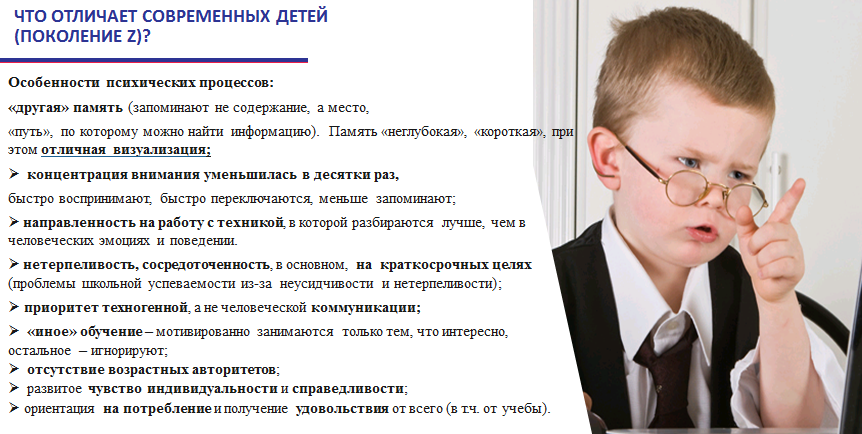 ЧТО ОТЛИЧАЕТ СОВРЕМЕННЫХ ДЕТЕЙ
(ПОКОЛЕНИЕ Z)?
Особенности психических процессов:
«другая» память (запоминают не содержание, а место,
«путь», по которому можно найти информацию). Память «неглубокая», «короткая», при
этом отличная визуализация;
➢ концентрация внимания уменьшилась в десятки раз,
быстро воспринимают, быстро переключаются, меньше запоминают;
➢ направленность на работу с техникой, в которой разбираются лучше, чем в
человеческих эмоциях и поведении.
➢ нетерпеливость, сосредоточенность, в основном, на краткосрочных целях
(проблемы школьной успеваемости из-за неусидчивости и нетерпеливости);
➢ приоритет техногенной, а не человеческой коммуникации;
➢ «иное» обучение – мотивированно занимаются только тем, что интересно,
остальное – игнорируют;
➢ отсутствие возрастных авторитетов;
➢ развитое чувство индивидуальности и справедливости;
➢ ориентация на потребление и получение удовольствия от всего (в т.ч. от учебы).